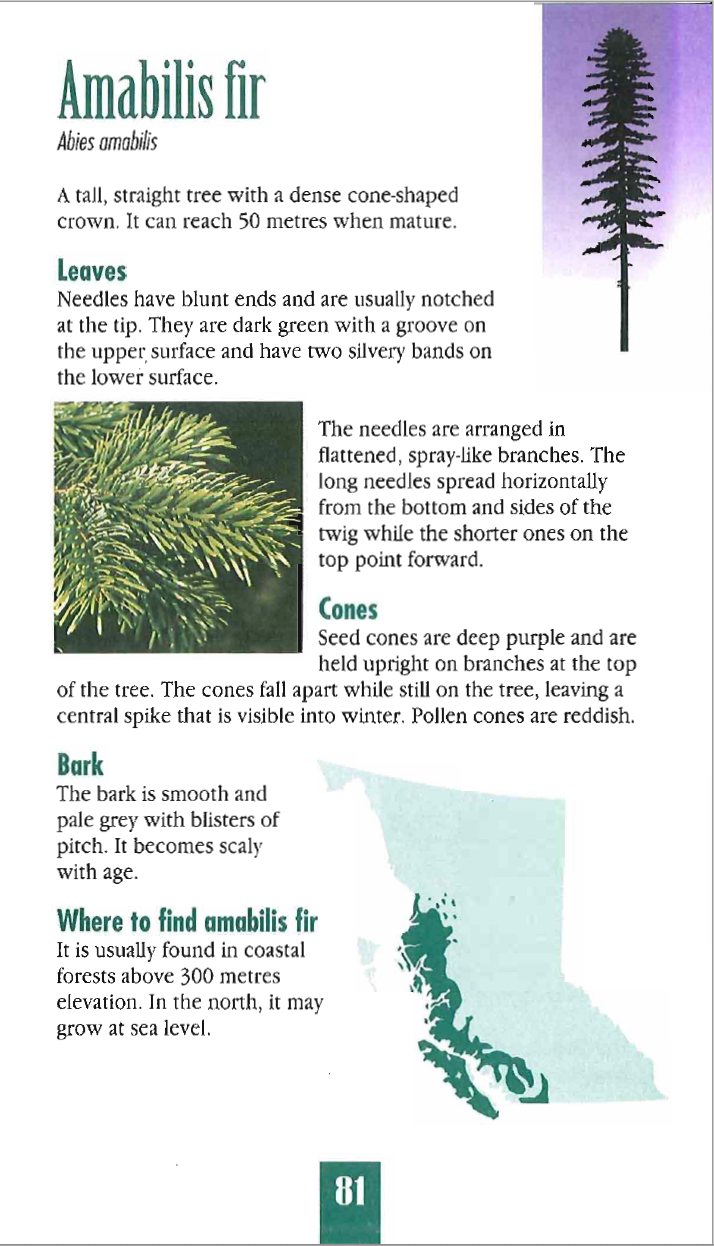 Amabilis fir
Abies amabilis
A tall, straight tree with a dense cone-shaped
crown. It can reach 50 metres when mature.
Leaves
Needles have blunt ends and are usually notched
at the tip. They are dark green with a groove on
the upper surface and have two silvery bands on
the lower surface.
The needles are arranged in
flattened, spray-like branches. The
long needles spread horizontally
from the bottom and sides of the
twig while the shorter ones on the
top point forward.
Cones
Seed cones are deep purple and are
held upright on branches at the top
of the tree. The cones fall apart while still on the tree, leaving a
central spike that is visible into winter. Pollen cones are reddish.
Bark
The bark is smooth and
pale grey with blisters of
pitch. It becomes scaly
with age.
Where to find amabilis fir
It is usually found in coastal
forests above 300 metres
elevation. In the north, it may
grow at sea level.
81